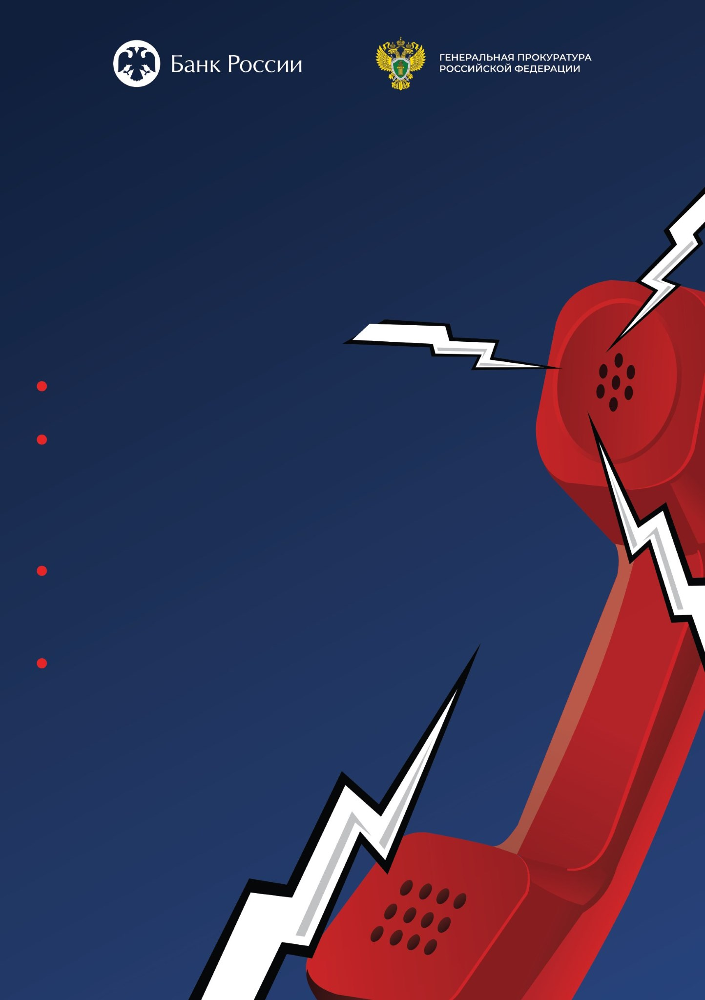 Банк России
ГЕНЕРАЛЬНАЯ ПРОКУРАТУРА
РОССИЙСКОЙ ФЕДЕРАЦИИ